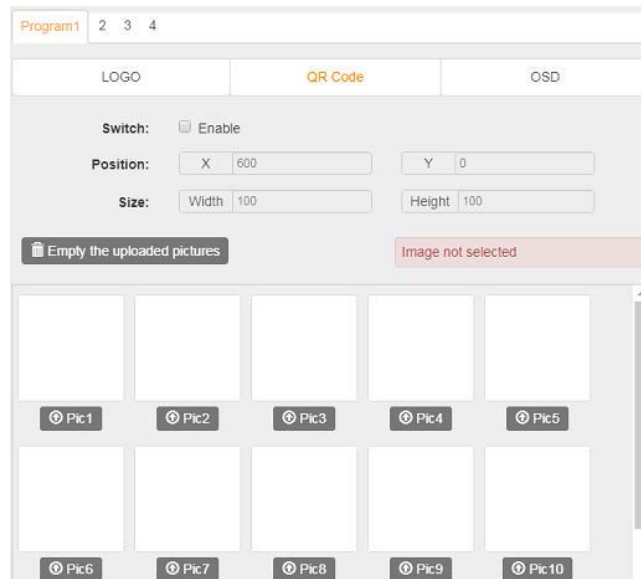 Program1 2 3 4
LOGO QR Code OSD
Switch: Enable
Position: X 600 Y 0
Size: Width 100 Height 100
Empty the uploaded pictures Image not selected
Pic1 Pic2 Pic3 Pic4 Pic5
Pic6 Pic7 Pic8 Pic9 Pic10